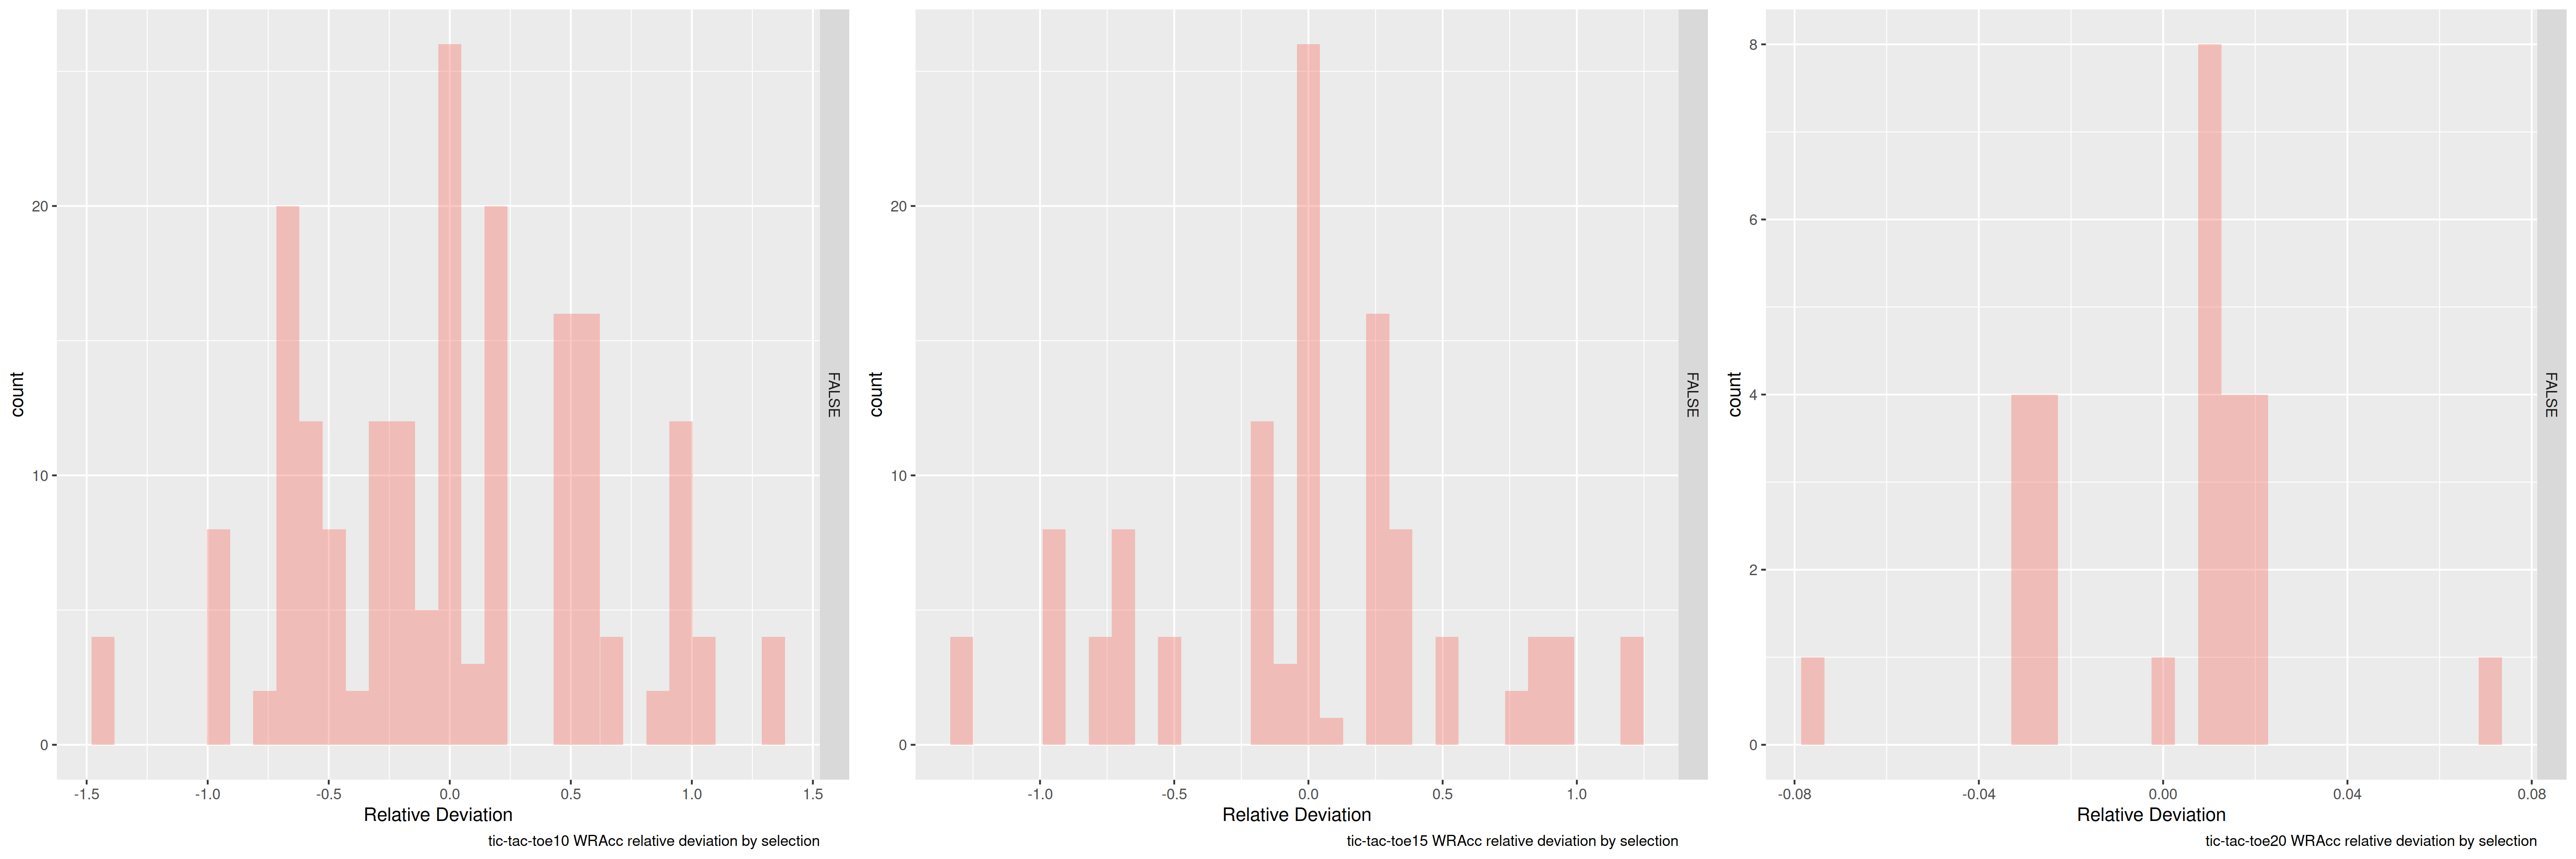 count
20
10
0
-1.5 -1.0 -0.5 0.0 0.5 1.0 1.5
Relative Deviation
tic-tac-toe10 WRAcc relative deviation by selection
FALSE
count
20
10
0
-1.0 -0.5 0.0 0.5 1.0
Relative Deviation
tic-tac-toe15 WRAcc relative deviation by selection
FALSE
count
8
6
4
2
0
-0.08 -0.04 0.00 0.04 0.08
Relative Deviation
tic-tac-toe20 WRAcc relative deviation by selection
FALSE